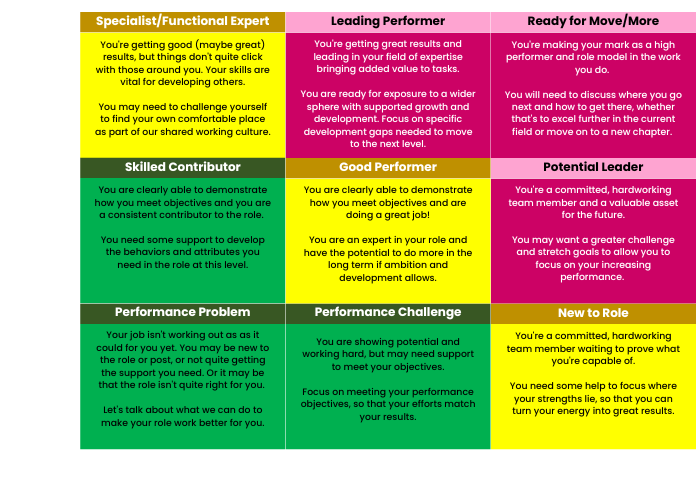 Specialist/Functional Expert
You're getting good (maybe great)
results, but things don't quite click
with those around you. Your skills are
vital for developing others.
You may need to challenge yourself
to find your own comfortable place
as part of our shared working culture.
Leading Performer
You're getting great results and
leading in your field of expertise
bringing added value to tasks.
You are ready for exposure to a wider
sphere with supported growth and
development. Focus on specific
development gaps needed to move
to the next level.
Ready for Move/More
You're making your mark as a high
performer and role model in the work
you do.
You will need to discuss where you go
next and how to get there, whether
that's to excel further in the current
field or move on to a new chapter.
Skilled Contributor
You are clearly able to demonstrate
how you meet objectives and you are
a consistent contributor to the role.
You need some support to develop
the behaviors and attributes you
need in the role at this level.
Good Performer
You are clearly able to demonstrate
how you meet objectives and are
doing a great job!
You are an expert in your role and
have the potential to do more in the
long term if ambition and
development allows.
Potential Leader
You're a committed, hardworking
team member and a valuable asset
for the future.
You may want a greater challenge
and stretch goals to allow you to
focus on your increasing
performance.
Performance Problem
Your job isn't working out as as it
could for you yet. You may be new to
the role or post, or not quite getting
the support you need. Or it may be
that the role isn't quite right for you.
Let's talk about what we can do to
make your role work better for you.
Performance Challenge
You are showing potential and
working hard, but may need support
to meet your objectives.
Focus on meeting your performance
objectives, so that your efforts match
your results.
New to Role
You're a committed, hardworking
team member waiting to prove what
you're capable of.
You need some help to focus where
your strengths lie, so that you can
turn your energy into great results.